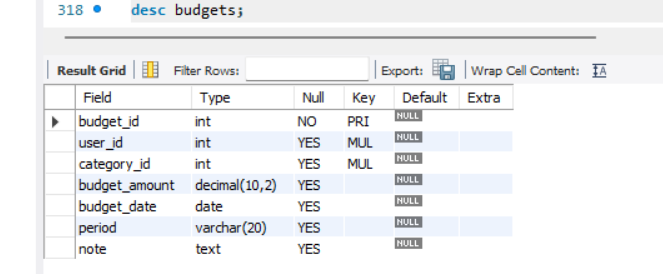 318 desc budgets;
Result Grid Filter Rows: Export: Wrap Cell Content: IA
Field Type Null Key Default Extra
budget_id int NO PRI NULL
user_id int YES MUL NULL
category_id int YES MUL NULL
budget_amount decimal(10,2) YES NULL
budget_date date YES NULL
period varchar(20) YES NULL
note text YES NULL